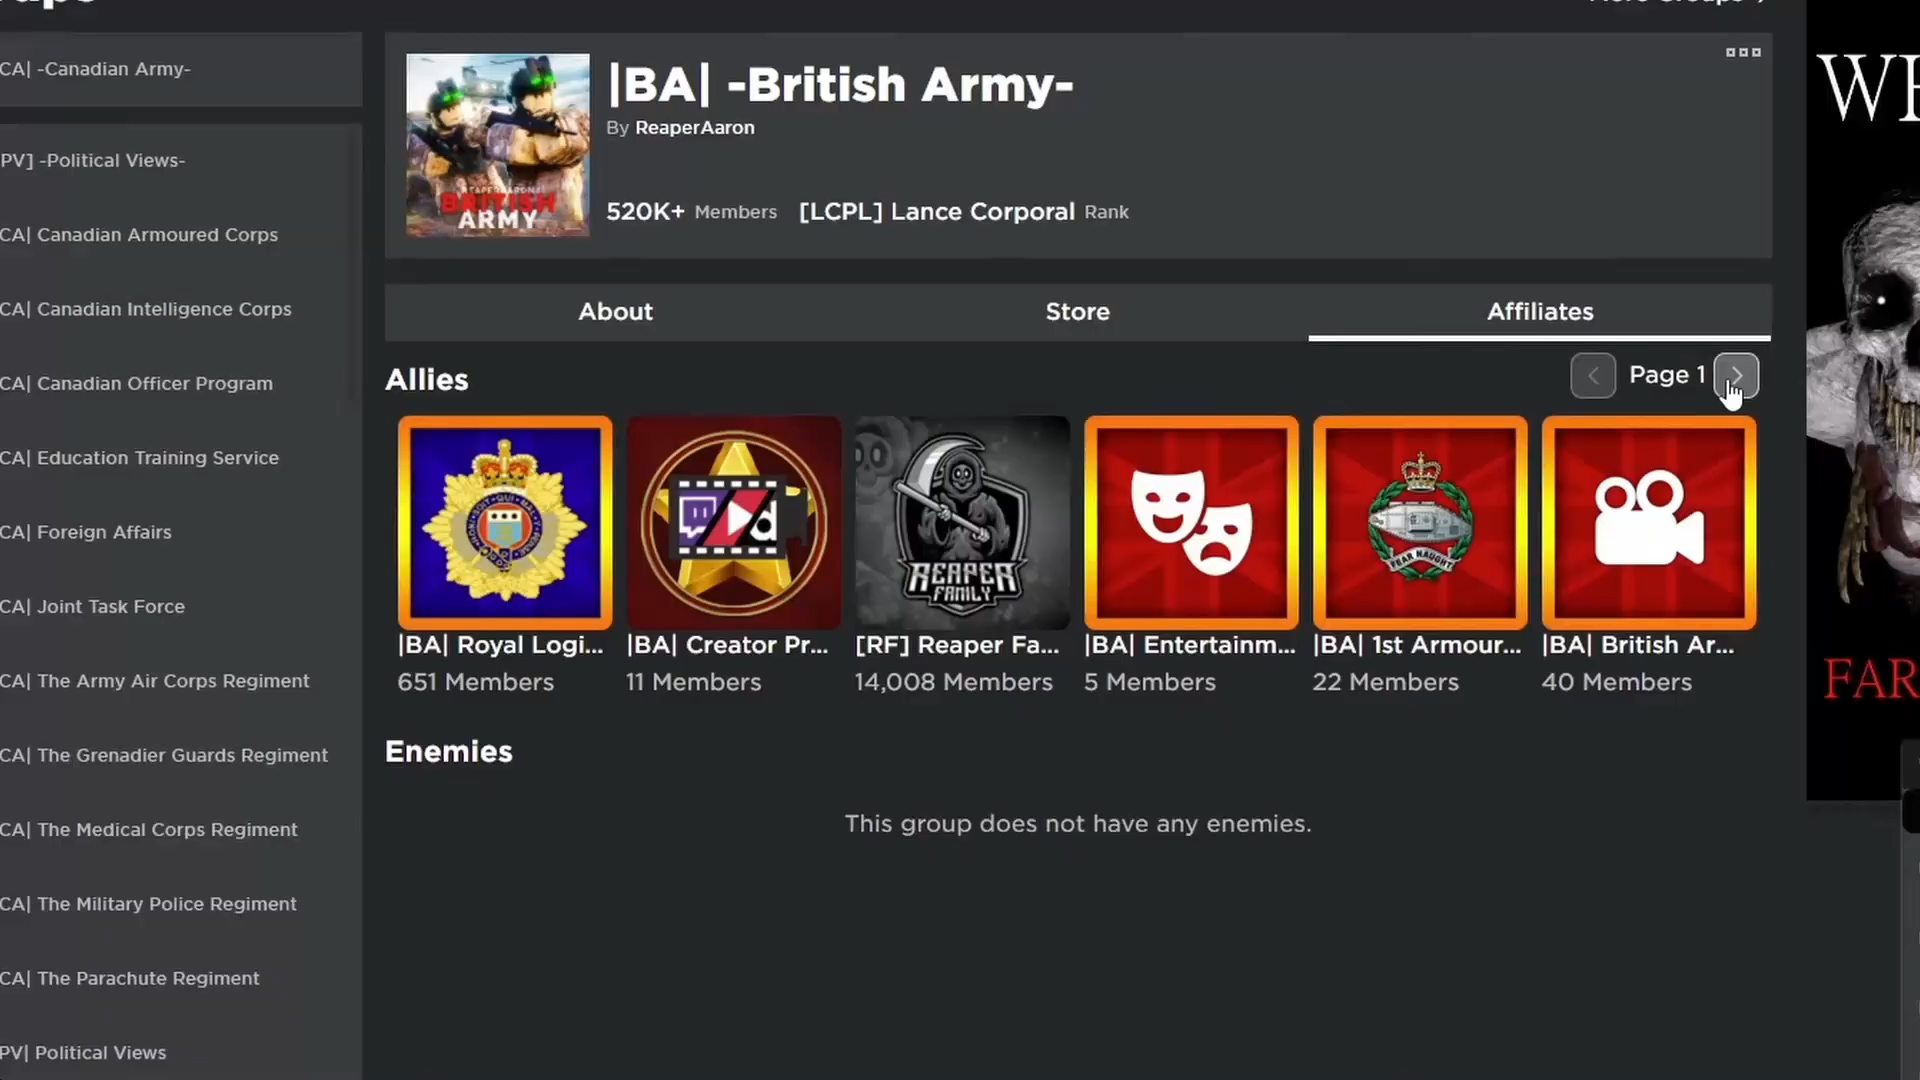 CA| -Canadian Army-
PV] -Political Views-
CA| Canadian Armoured Corps
CA| Canadian Intelligence Corps
CA| Canadian Officer Program
CA| Education Training Service
CA| Foreign Affairs
CA| Joint Task Force
CA| The Army Air Corps Regiment
CA| The Grenadier Guards Regiment
CA| The Medical Corps Regiment
CA| The Military Police Regiment
CA| The Parachute Regiment
PV| Political Views
More Groups
|BA| -British Army-
By ReaperAaron
520K+ Members [LCPL] Lance Corporal Rank
REAPERAARON'S
BRITISH
ARMY
About Store Affiliates
Allies
Page 1
REAPER
FAMILY
FEAR NAUGHT
|BA| Royal Logi...
651 Members
|BA| Creator Pr...
11 Members
[RF] Reaper Fa...
14,008 Members
|BA| Entertainm...
5 Members
|BA| 1st Armour...
22 Members
|BA| British Ar...
40 Members
Enemies
This group does not have any enemies.
FAR